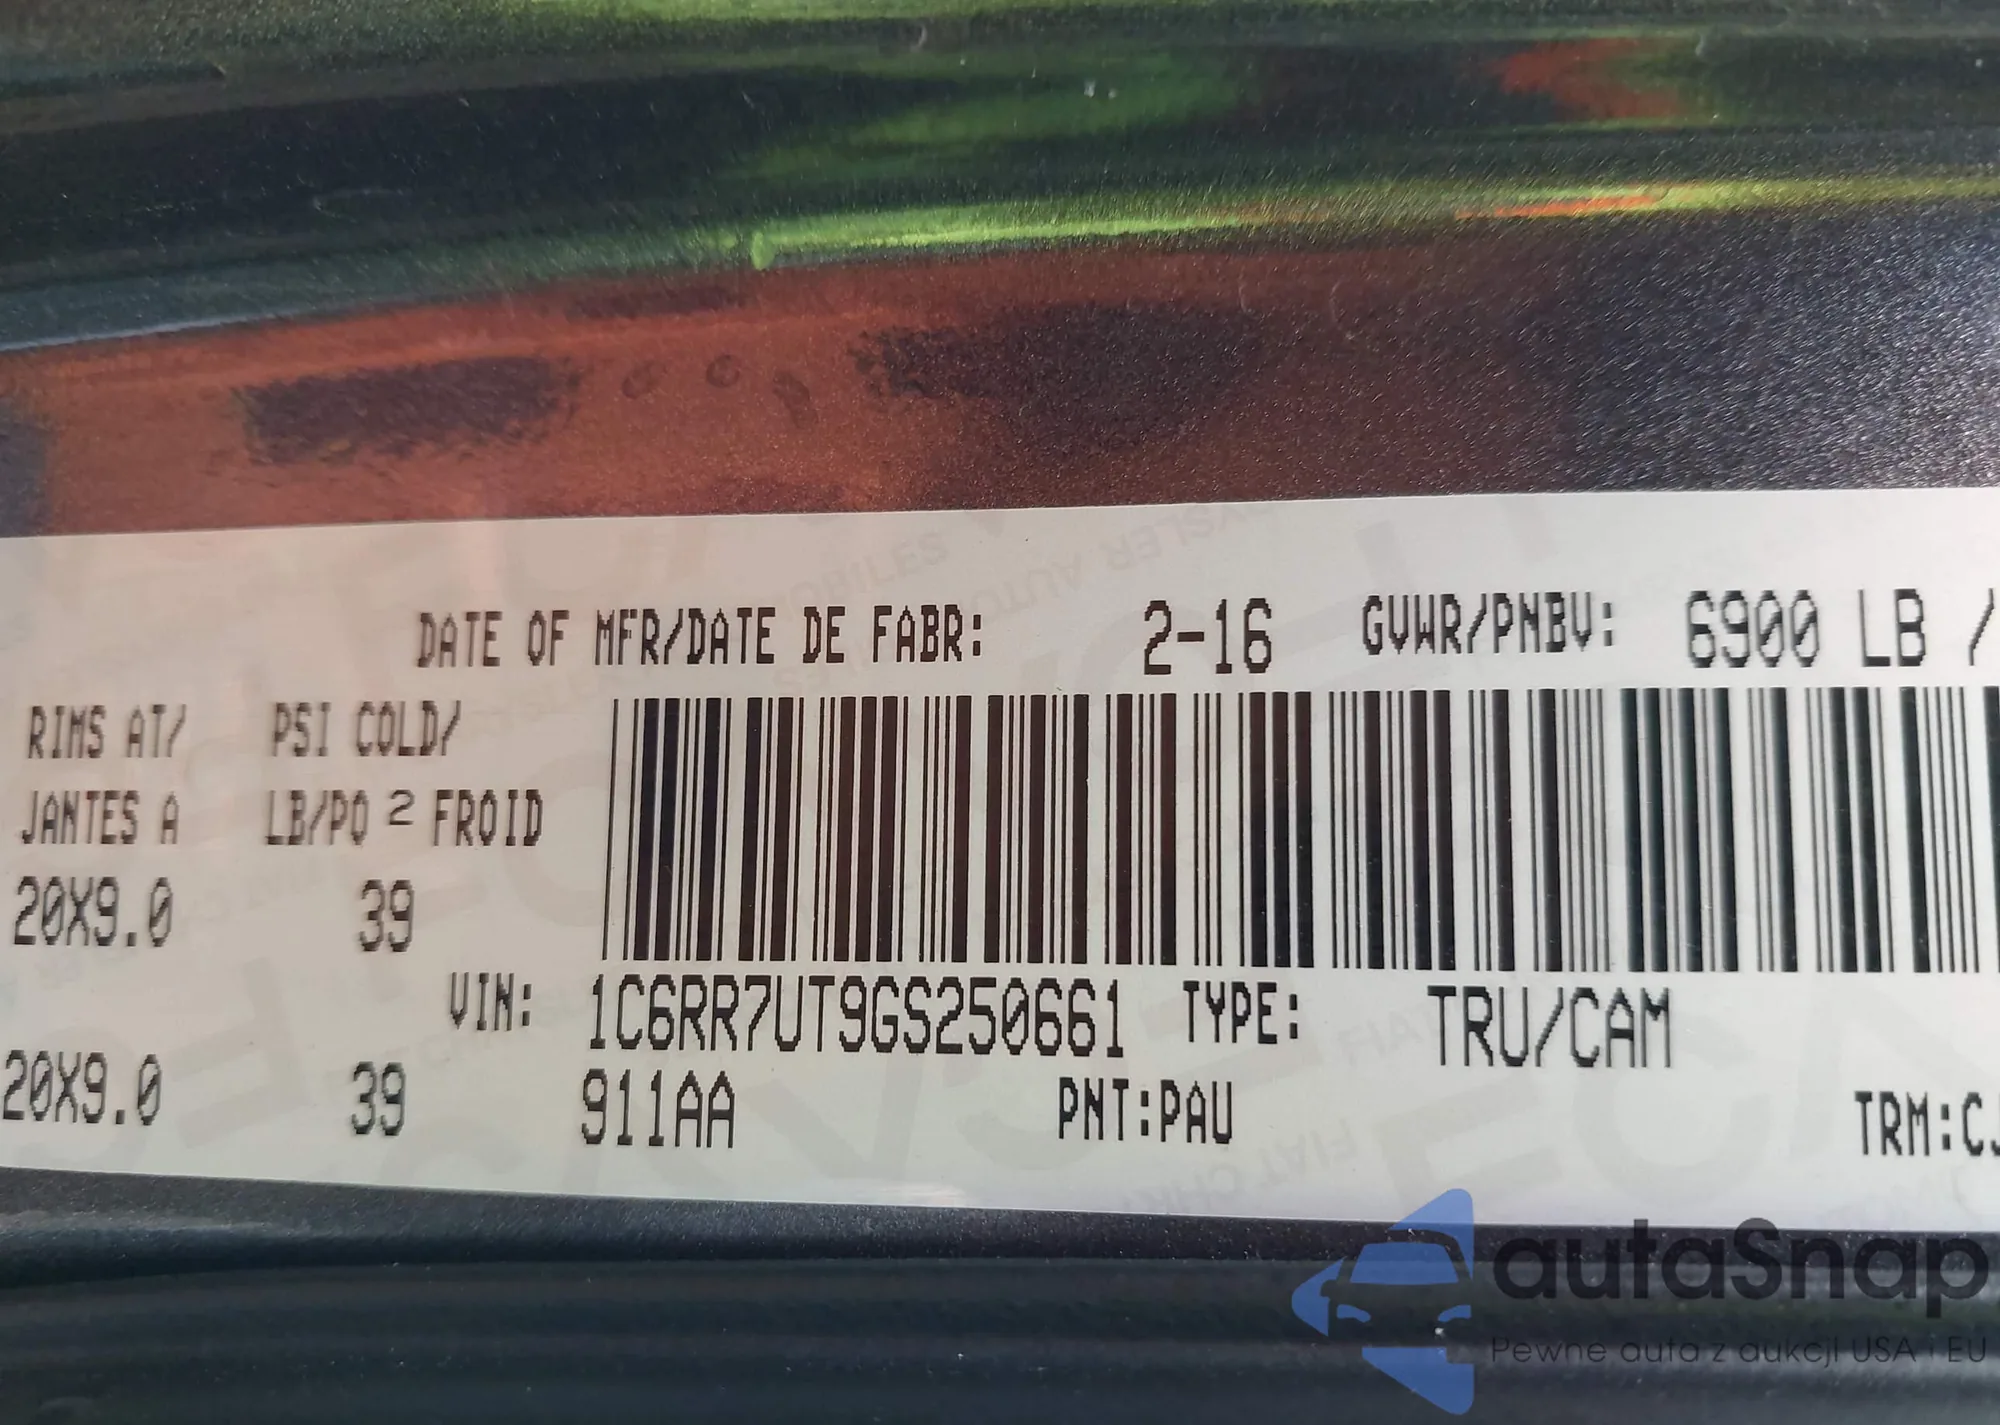 DATE OF MFR/DATE DE FABR: 2-16 GVWR/PNBV: 6900 LB /
RIMS AT/ PSI COLD/
JANTES A LB/PO 2 FROID
20X9.0 39
VIN: 1C6RR7UT9GS250661 TYPE: TRU/CAM
20X9.0 39 911AA PNT:PAU TRM:CJ
autaSnap
Pewne auta z aukcji USA i EU